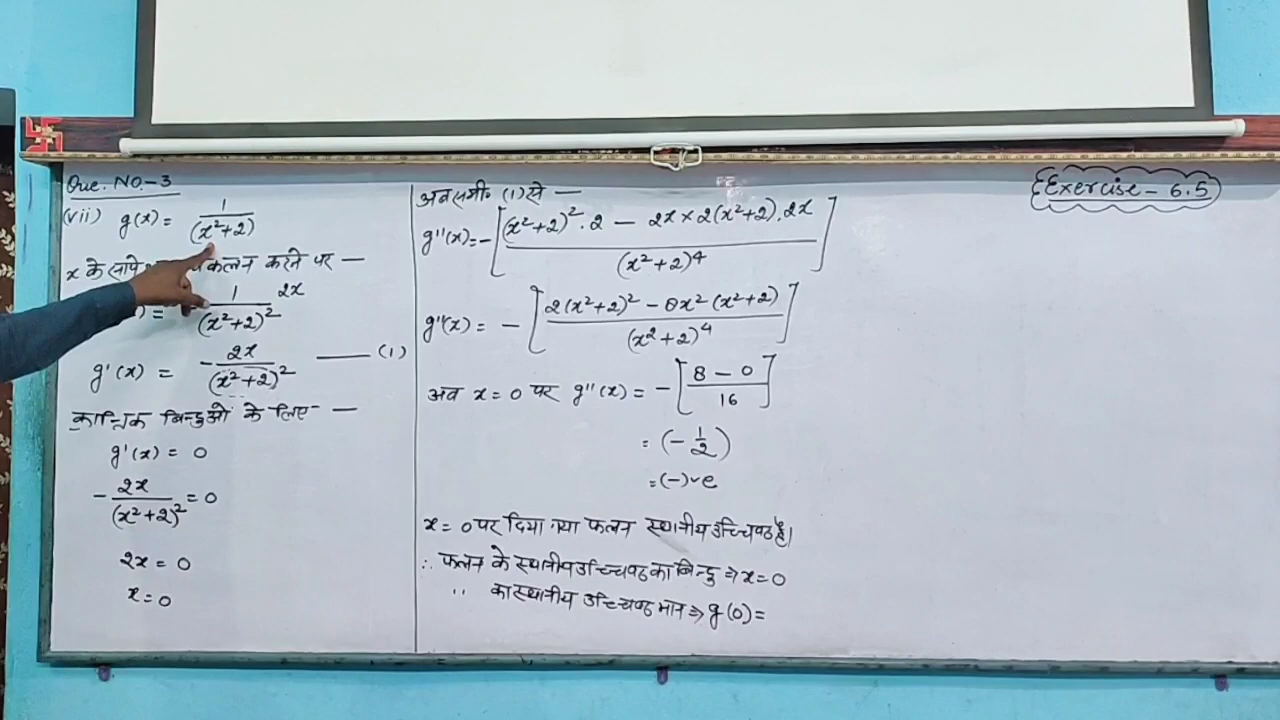 Que. NO.-3
(vii) g(x) = 1/(x²+2)
x के सापे कलन करने पर —
) = 1/(x²+2)² 2x
g'(x) = - 2x/(x²+2)² —— (1)
क्रान्तिक बिन्दुओं के लिए —
g'(x) = 0
- 2x/(x²+2)² = 0
2x = 0
x = 0
अब समी० (1) से —
g''(x) = - [(x²+2)².2 - 2x × 2(x²+2).2x / (x²+2)⁴]
g''(x) = - [2(x²+2)² - 8x²(x²+2) / (x²+2)⁴]
अब x = 0 पर g''(x) = - [8 - 0 / 16]
= (- 1/2)
= (-)ve
x = 0 पर दिया गया फलन स्थानीय उच्चिष्ठ है।
∴ फलन के स्थानीय उच्चिष्ठ का बिन्दु ⇒ x = 0
" का स्थानीय उच्चिष्ठ मान ⇒ g(0) =
Exercise - 6.5